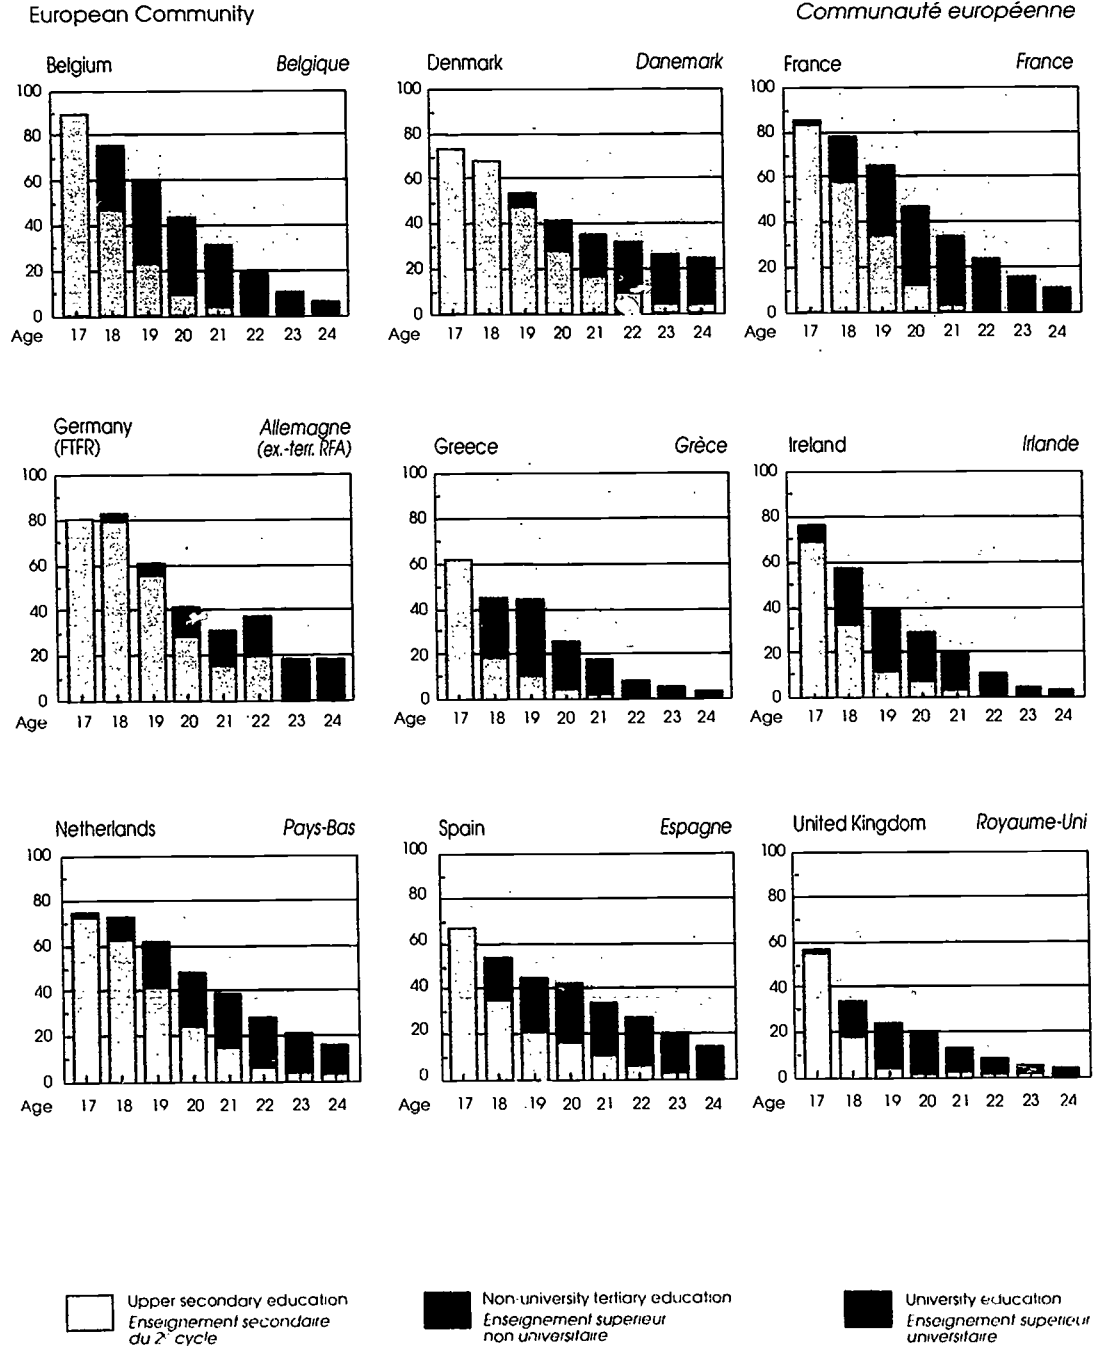 European Community
Communauté européenne
Belgium
Belgique
100
80
60
40
20
0
Age
17 18 19 20 21 22 23 24
Denmark
Danemark
100
80
60
40
20
0
Age
17 18 19 20 21 22 23 24
France
France
100
80
60
40
20
0
Age
17 18 19 20 21 22 23 24
Germany
(FTFR)
Allemagne
(ex.-terr. RFA)
100
80
60
40
20
0
Age
17 18 19 20 21 22 23 24
Greece
Grèce
100
80
60
40
20
0
Age
17 18 19 20 21 22 23 24
Ireland
Irlande
100
80
60
40
20
0
Age
17 18 19 20 21 22 23 24
Netherlands
Pays-Bas
100
80
60
40
20
0
Age
17 18 19 20 21 22 23 24
Spain
Espagne
100
80
60
40
20
0
Age
17 18 19 20 21 22 23 24
United Kingdom
Royaume-Uni
100
80
60
40
20
0
Age
17 18 19 20 21 22 23 24
Upper secondary education
Enseignement secondaire
du 2e cycle
Non-university tertiary education
Enseignement superieur
non universitaire
University education
Enseignement superieur
universitaire